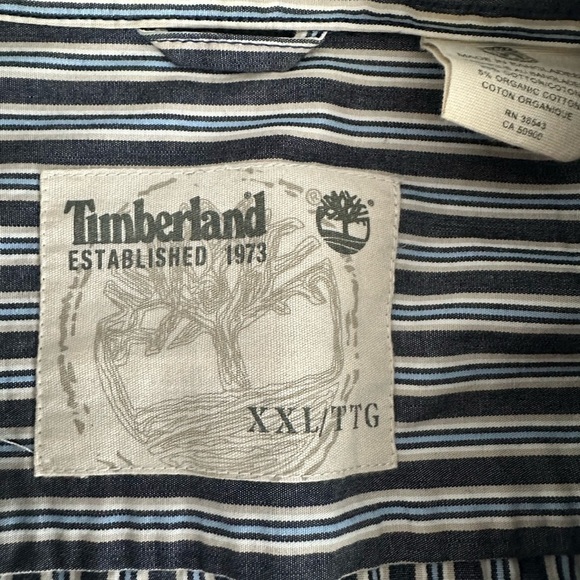 Timberland ®
ESTABLISHED 1973
XXL/TTG
5% ORGANIC COTTON
COTON ORGANIQUE
RN 38543
CA 50900